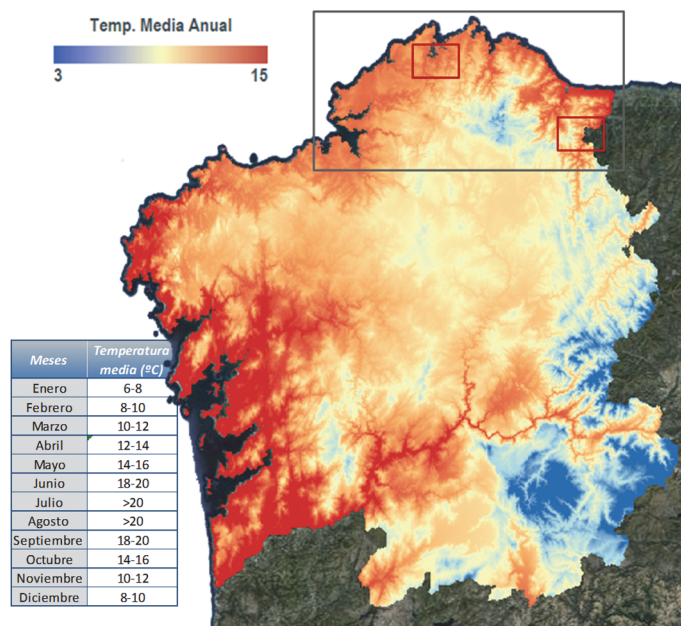 Temp. Media Anual
3 15
Meses Temperatura media (ºC)
Enero 6-8
Febrero 8-10
Marzo 10-12
Abril 12-14
Mayo 14-16
Junio 18-20
Julio >20
Agosto >20
Septiembre 18-20
Octubre 14-16
Noviembre 10-12
Diciembre 8-10